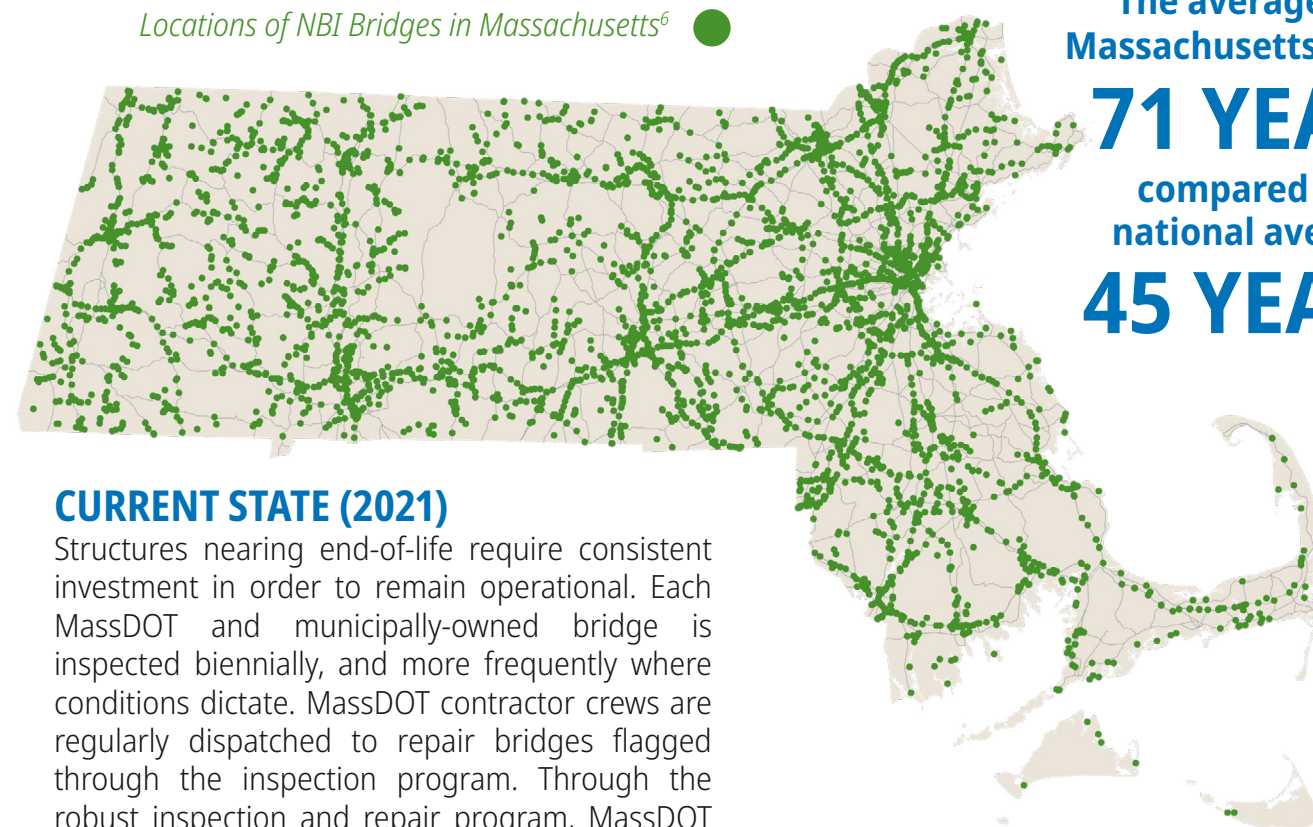 Locations of NBI Bridges in Massachusetts⁶
The average
Massachusetts
71 YEA
compared
national ave
45 YEA
CURRENT STATE (2021)
Structures nearing end-of-life require consistent
investment in order to remain operational. Each
MassDOT and municipally-owned bridge is
inspected biennially, and more frequently where
conditions dictate. MassDOT contractor crews are
regularly dispatched to repair bridges flagged
through the inspection program. Through the
robust inspection and repair program, MassDOT